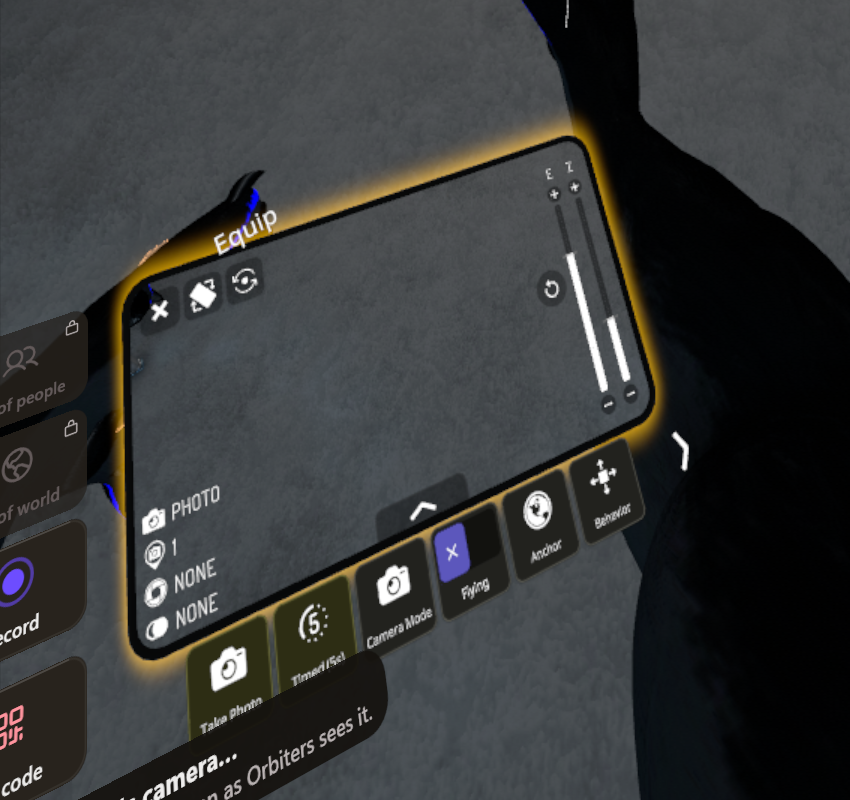 Equip
E Z
of people
of world
PHOTO
1
NONE
NONE
Behavior
Anchor
Flying
Camera Mode
5
Timed (5s)
Take Photo
code
camera...
as Orbiters sees it.